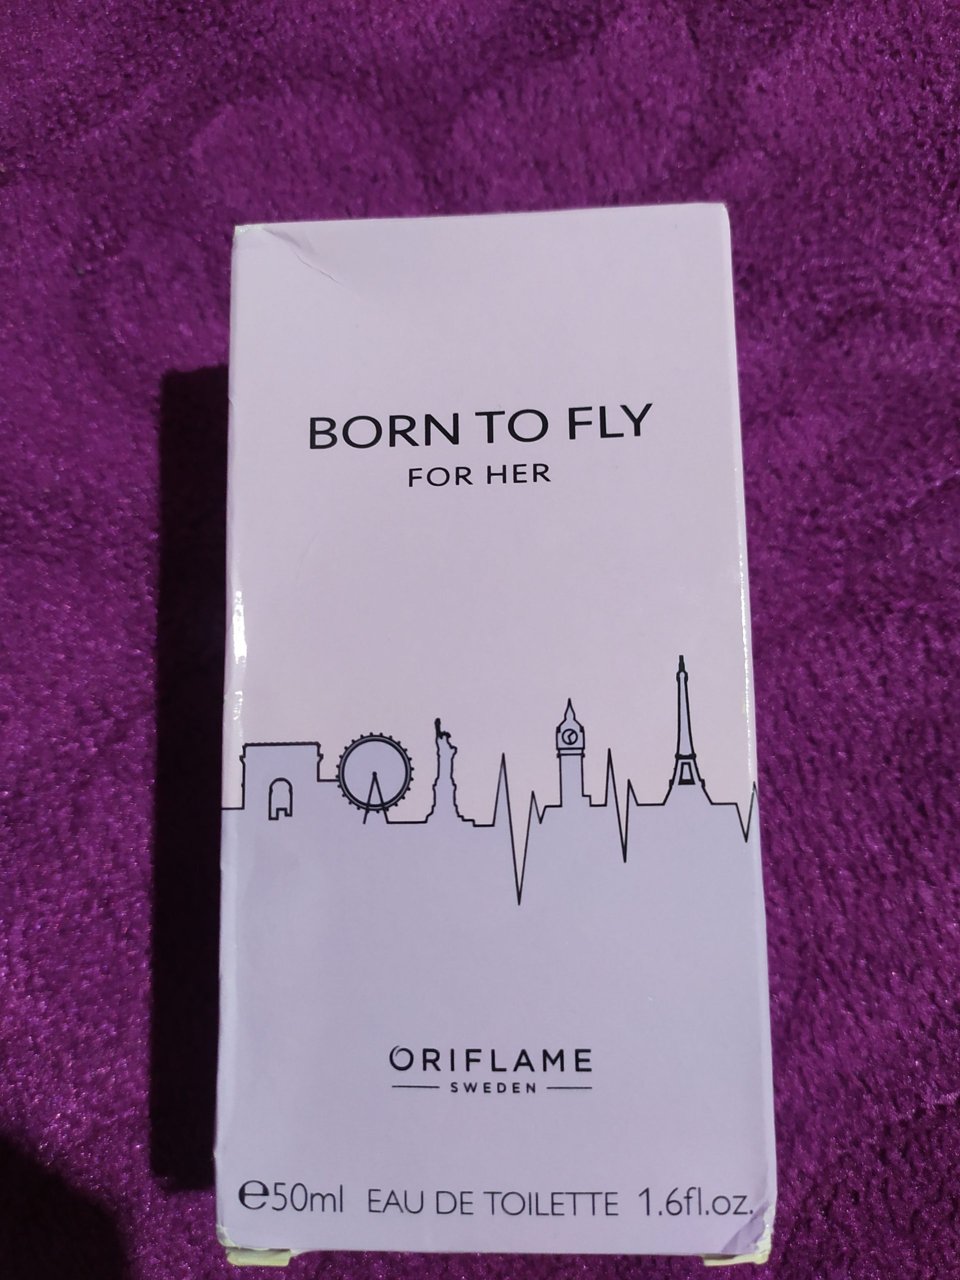 BORN TO FLY
FOR HER
ORIFLAME
SWEDEN
℮50ml EAU DE TOILETTE 1.6fl.oz.